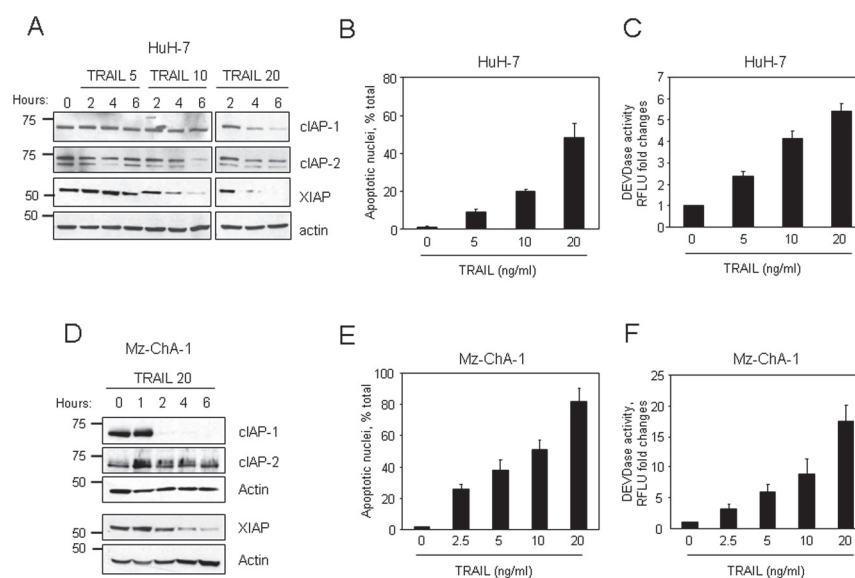 A
HuH-7
TRAIL 5 TRAIL 10 TRAIL 20
Hours: 0 2 4 6 2 4 6 2 4 6
75
cIAP-1
75
cIAP-2
50
XIAP
50
actin
B
HuH-7
Apoptotic nuclei, % total
80
60
40
20
0
0 5 10 20
TRAIL (ng/ml)
C
HuH-7
DEVDase activity
RFLU fold changes
7
6
5
4
3
2
1
0
0 5 10 20
TRAIL (ng/ml)
D
Mz-ChA-1
TRAIL 20
Hours: 0 1 2 4 6
75
cIAP-1
75
cIAP-2
50
Actin
50
XIAP
50
Actin
E
Mz-ChA-1
Apoptotic nuclei, % total
100
80
60
40
20
0
0 2.5 5 10 20
TRAIL (ng/ml)
F
Mz-ChA-1
DEVDase activity,
RFLU fold changes
25
20
15
10
5
0
0 2.5 5 10 20
TRAIL (ng/ml)